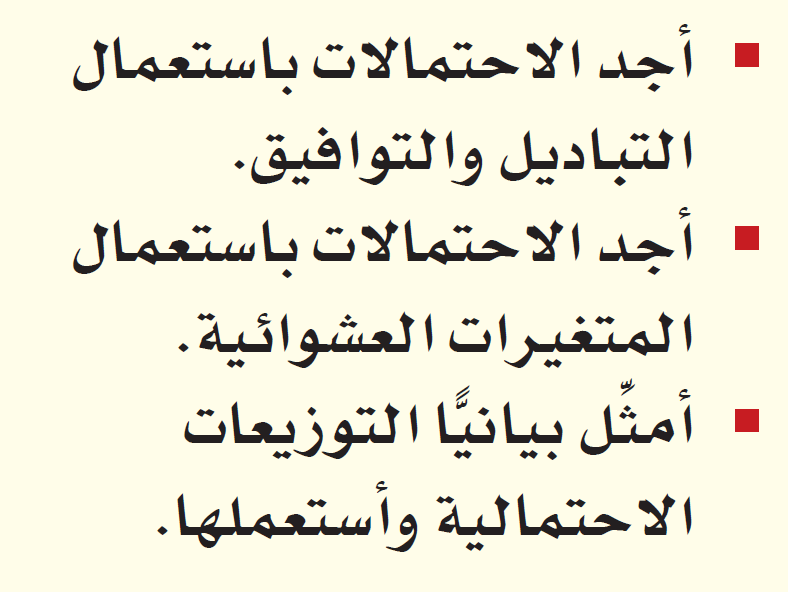 أجد الاحتمالات باستعمال
التباديل والتوافيق.
أجد الاحتمالات باستعمال
المتغيرات العشوائية.
أمثِّل بيانيًّا التوزيعات
الاحتمالية وأستعملها.